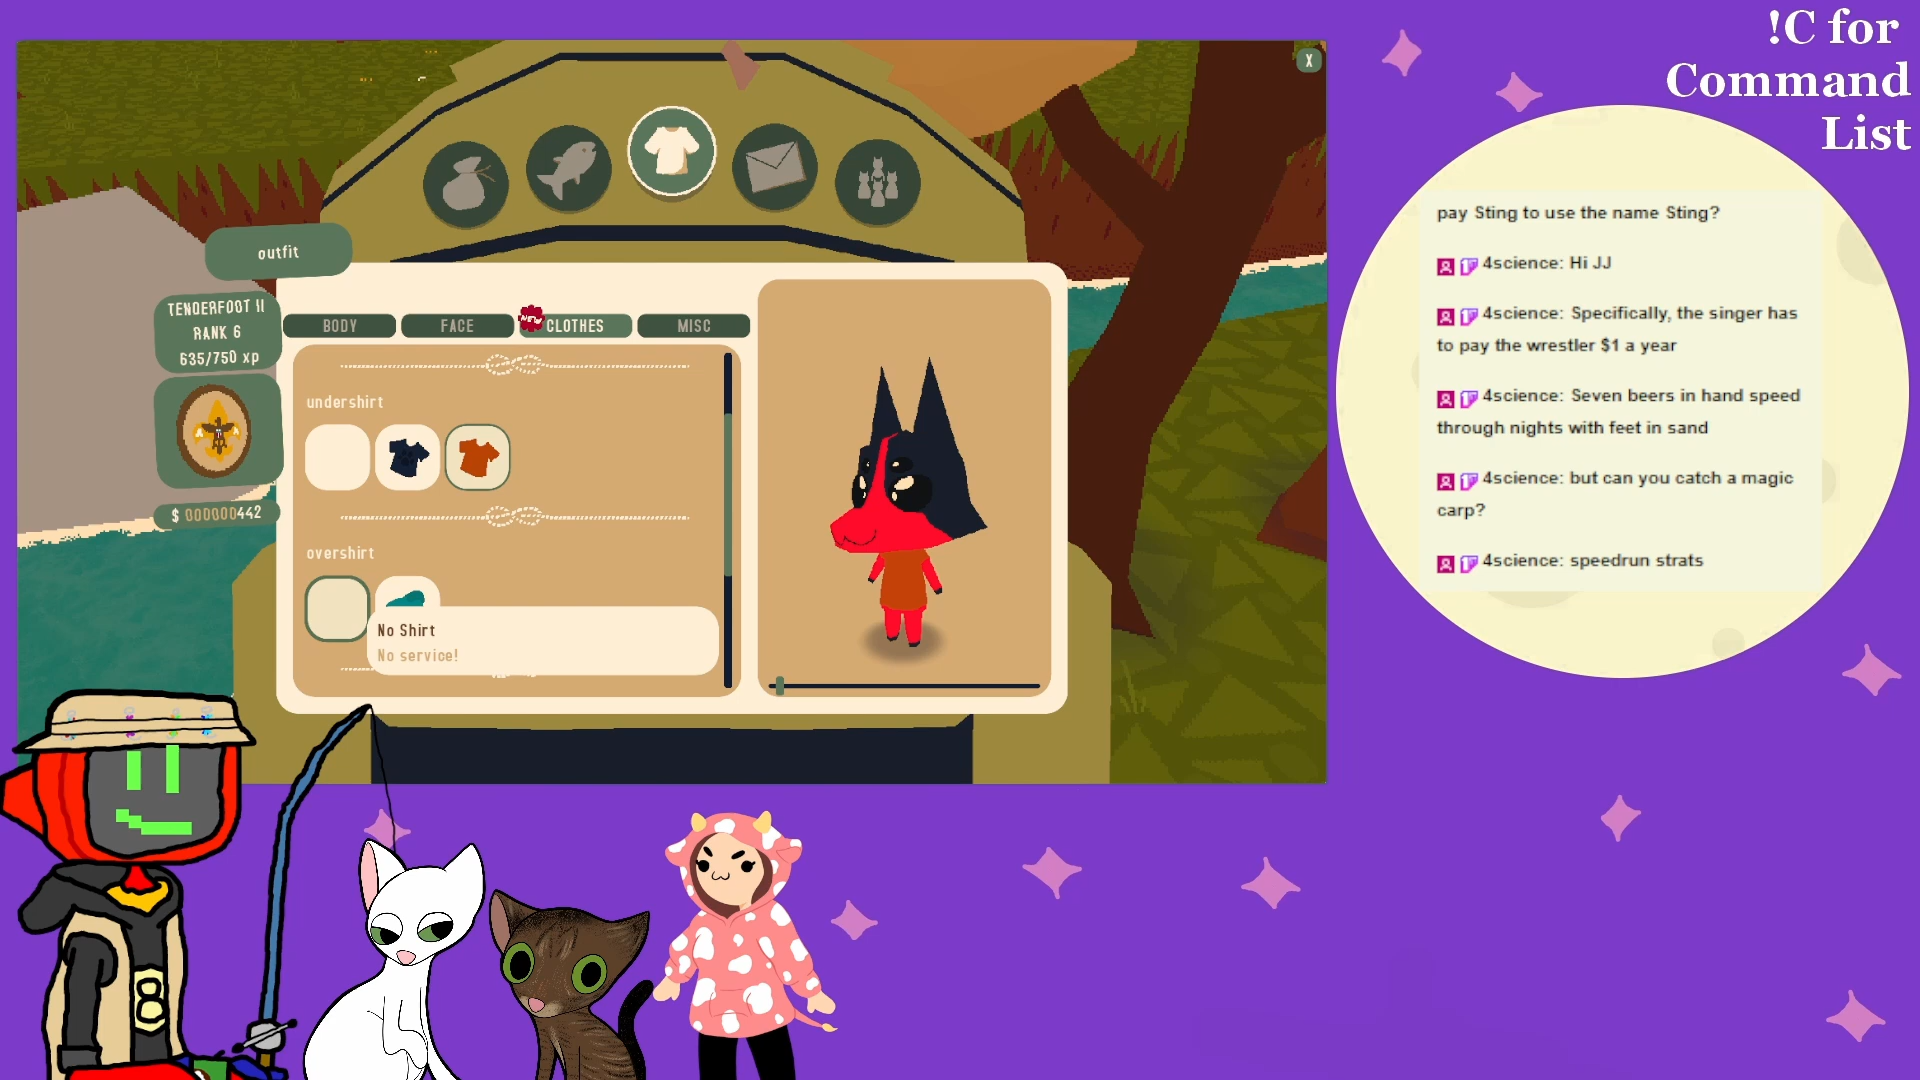 !C for
Command
List
X
outfit
TENDERFOOT II
RANK 6
635/750 xp
$ 000000442
BODY
FACE
NEW
CLOTHES
MISC
undershirt
overshirt
No Shirt
No service!
pay Sting to use the name Sting?
4science: Hi JJ
4science: Specifically, the singer has
to pay the wrestler $1 a year
4science: Seven beers in hand speed
through nights with feet in sand
4science: but can you catch a magic
carp?
4science: speedrun strats
8